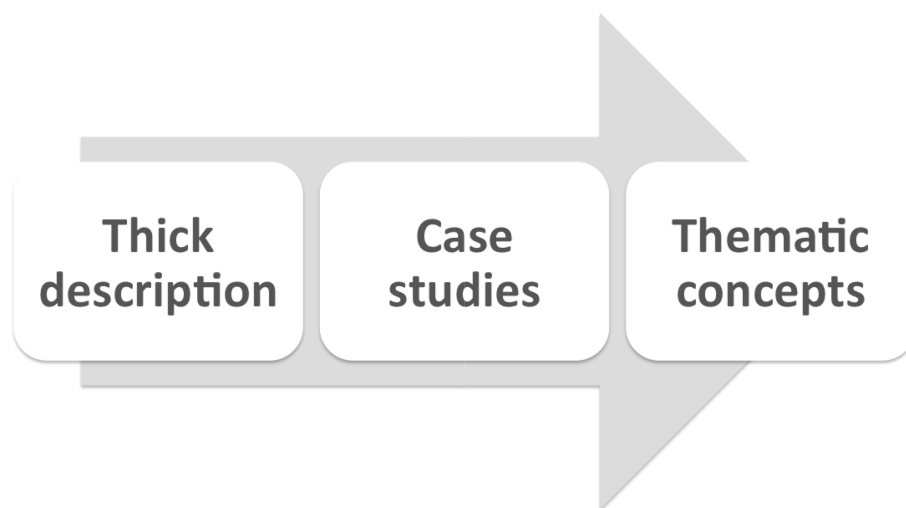 Thick
description
Case
studies
Thematic
concepts